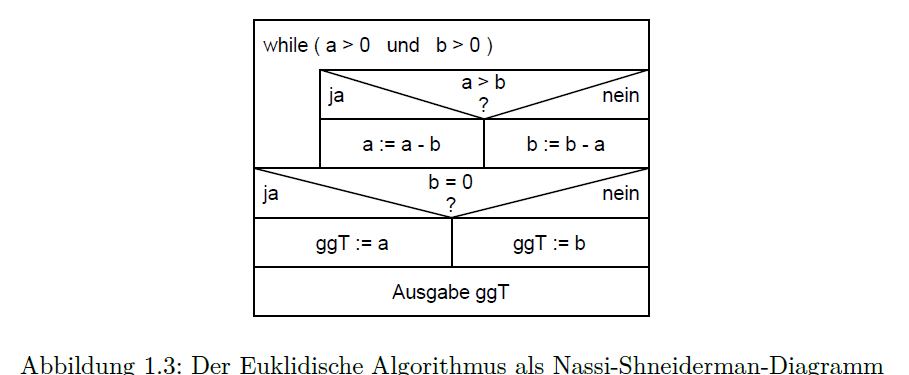 while ( a > 0 und b > 0 )
a > b
ja ? nein
a := a - b b := b - a
b = 0
ja ? nein
ggT := a ggT := b
Ausgabe ggT
Abbildung 1.3: Der Euklidische Algorithmus als Nassi-Shneiderman-Diagramm